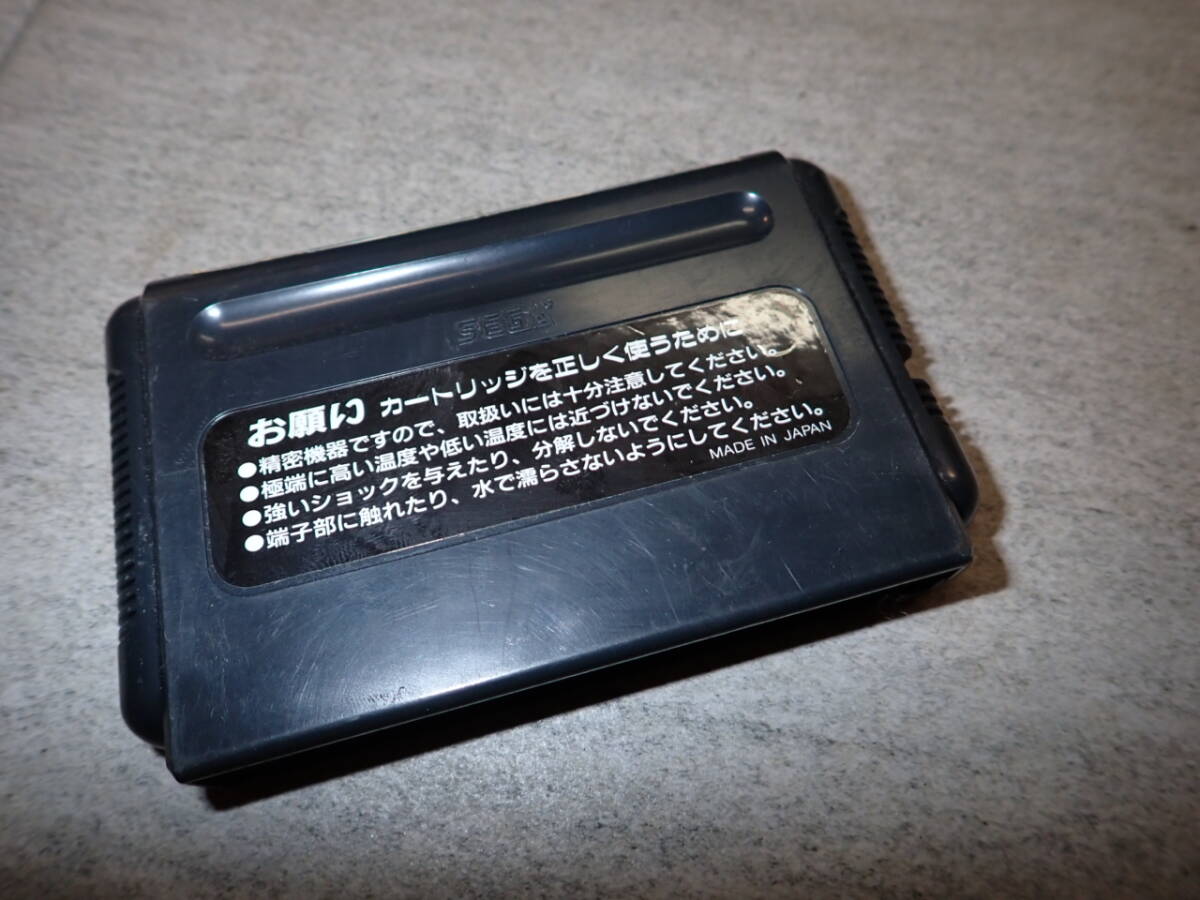 SEGA
お願い カートリッジを正しく使うために
●精密機器ですので、取扱いには十分注意してください。
●極端に高い温度や低い温度には近づけないでください。
●強いショックを与えたり、分解しないでください。
●端子部に触れたり、水で濡らさないようにしてください。
MADE IN JAPAN